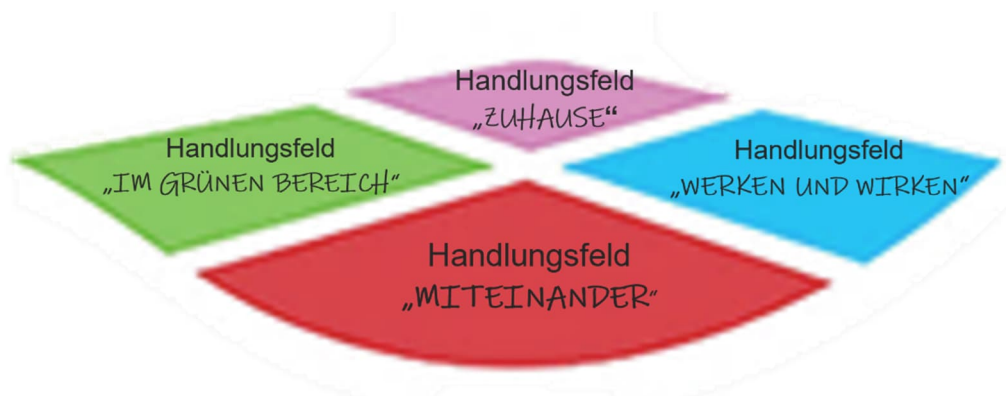 Handlungsfeld
„ZUHAUSE“
Handlungsfeld
„IM GRÜNEN BEREICH“
Handlungsfeld
„WERKEN UND WIRKEN“
Handlungsfeld
„MITEINANDER“